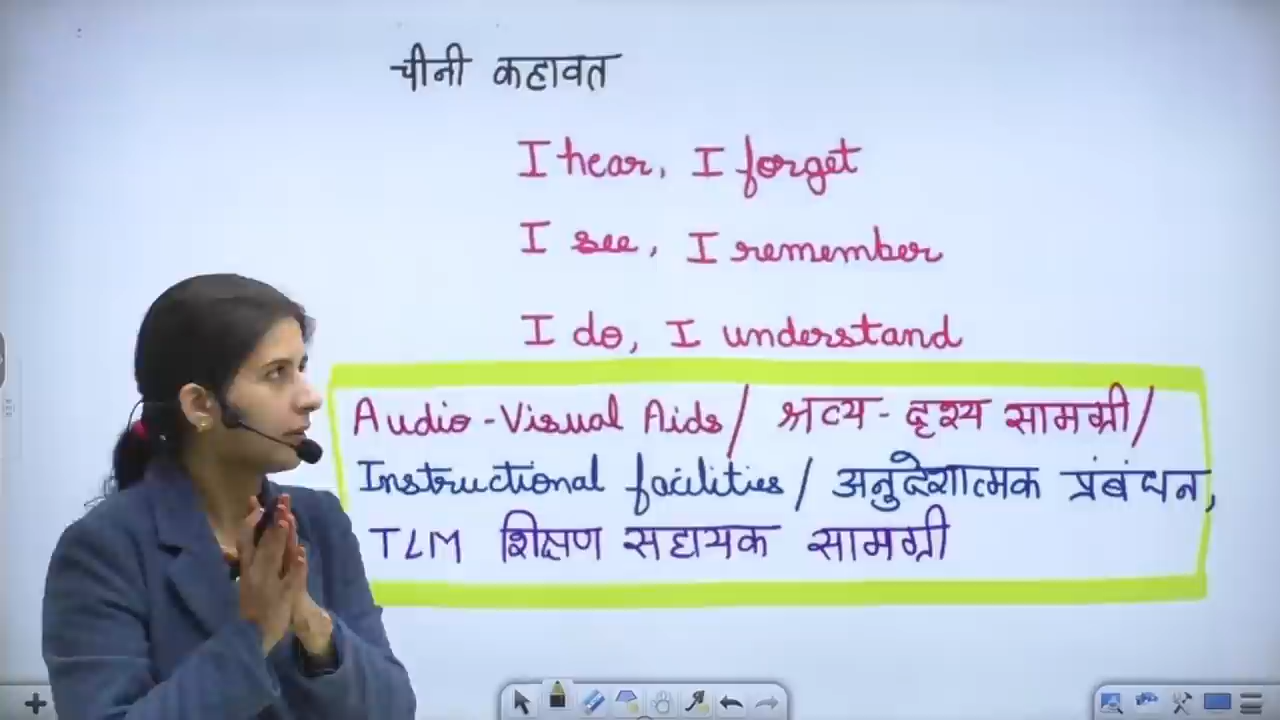 चीनी कहावत
I hear, I forget
I see, I remember
I do, I understand
Audio-Visual Aids/ श्रव्य-दृश्य सामग्री/
Instructional facilities/ अनुदेशात्मक प्रंबंधन,
TLM शिक्षण सहायक सामग्री